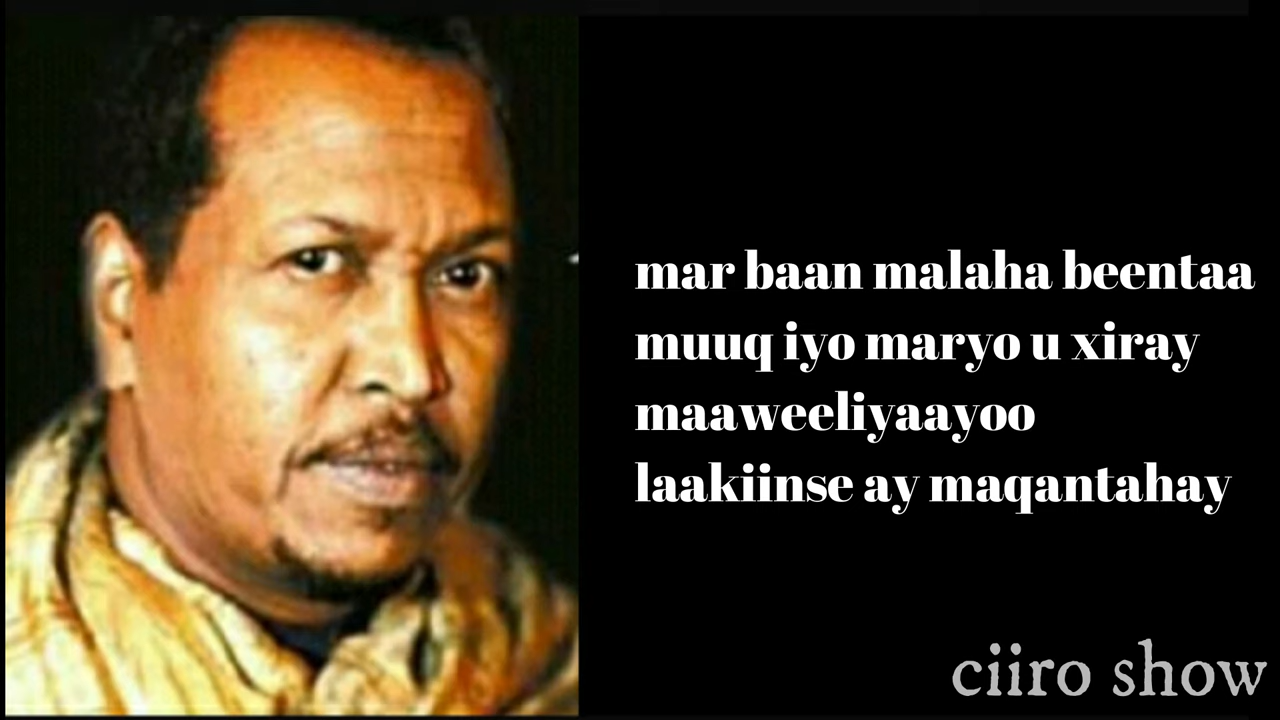 mar baan malaha beentaa
muuq iyo maryo u xiray
maaweeliyaayoo
laakiinse ay maqantahay
ciiro show